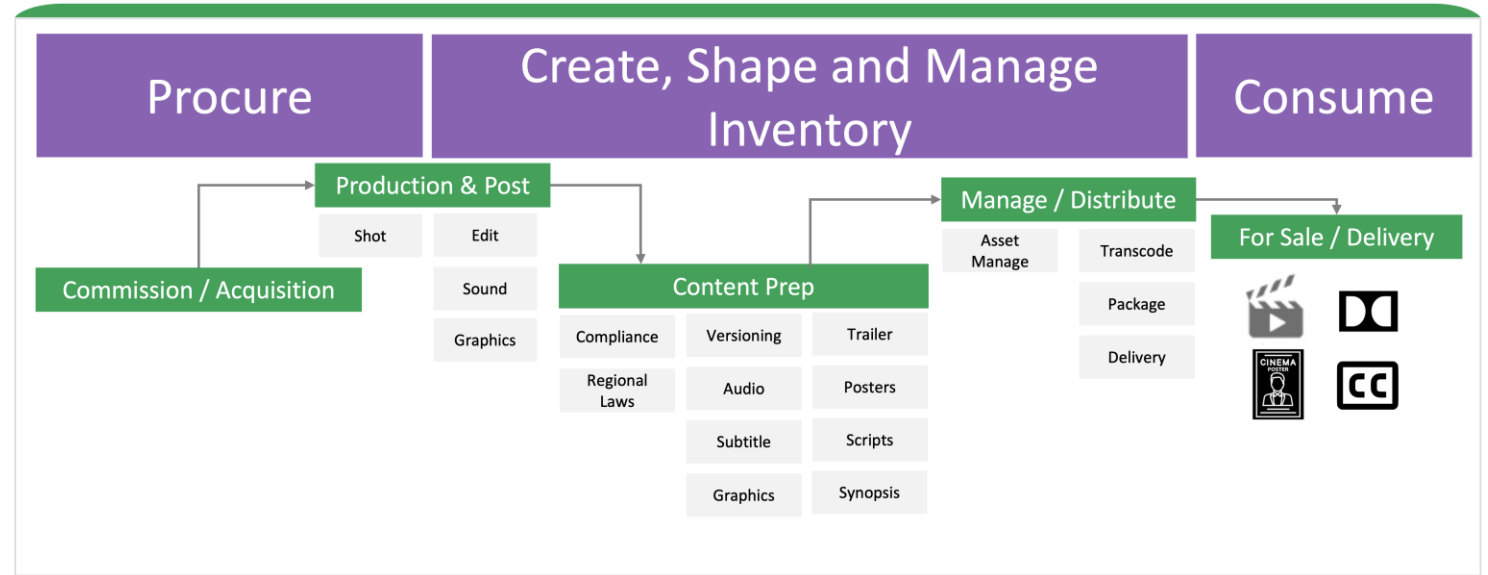 Procure
Create, Shape and Manage
Inventory
Consume
Production & Post
Shot
Edit
Sound
Graphics
Commission / Acquisition
Content Prep
Compliance
Versioning
Trailer
Regional
Laws
Audio
Posters
Subtitle
Scripts
Graphics
Synopsis
Manage / Distribute
Asset
Manage
Transcode
Package
Delivery
For Sale / Delivery
CINEMA
POSTER
CC